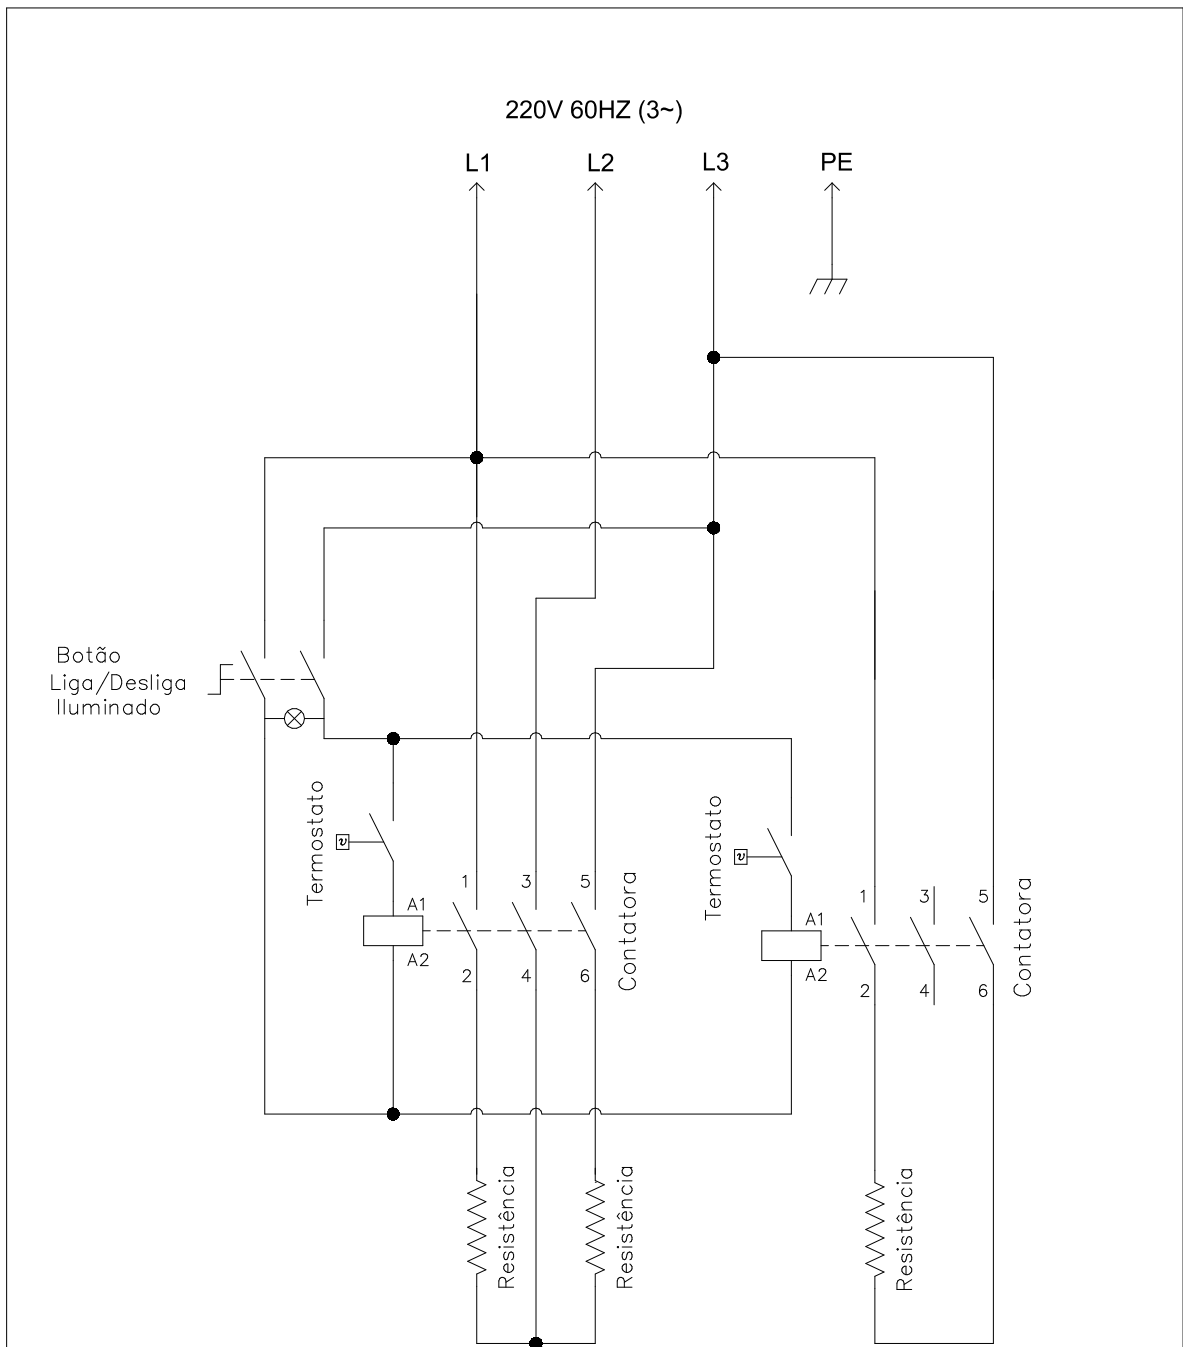 220V 60HZ (3~)
L1 L2 L3 PE
Botão
Liga/Desliga
Iluminado
Termostato
υ
A1
A2
1 3 5
2 4 6
Contatora
Termostato
υ
A1
A2
1 3 5
2 4 6
Contatora
Resistência
Resistência
Resistência